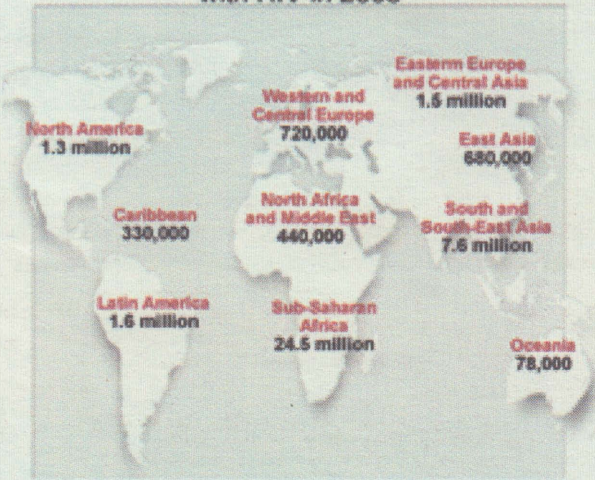 Eastern Europe
and Central Asia
1.5 million
Western and
Central Europe
720,000
North America
1.3 million
East Asia
680,000
North Africa
and Middle East
440,000
South and
South-East Asia
7.6 million
Caribbean
330,000
Latin America
1.6 million
Sub-Saharan
Africa
24.5 million
Oceania
78,000